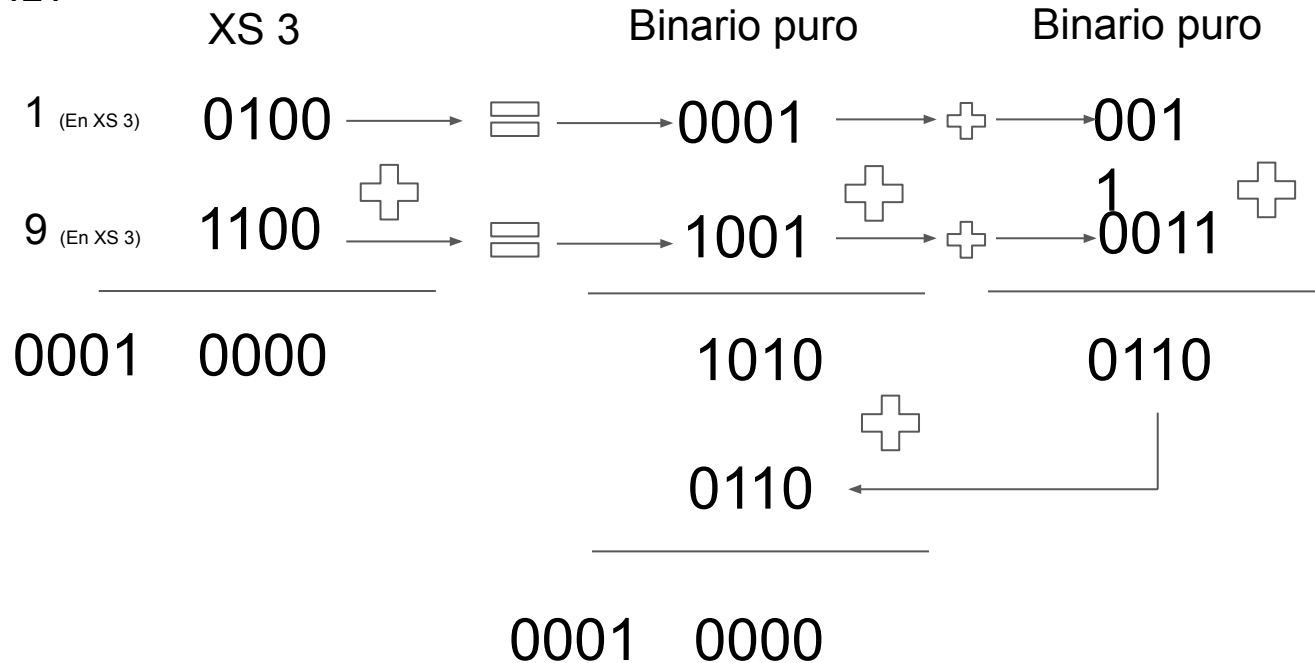 XS 3 Binario puro Binario puro
1 (En XS 3) 0100 0001 001
1
9 (En XS 3) 1100 1001 0011
0001 0000 1010 0110
0110
0001 0000